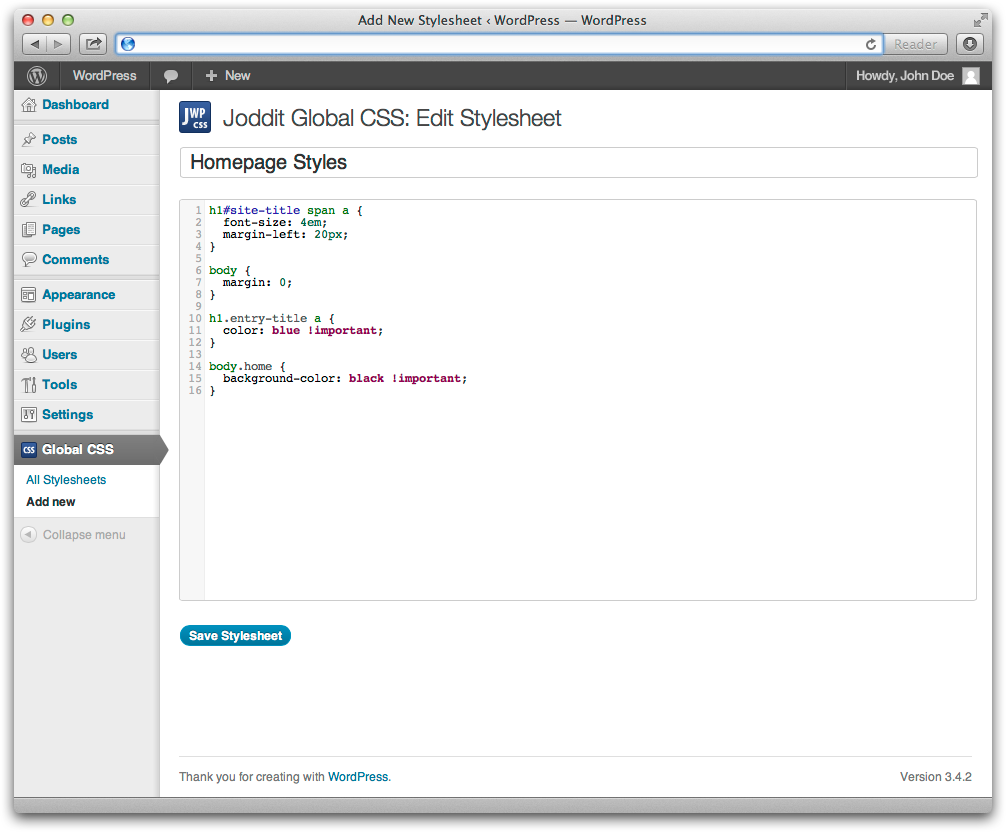 Add New Stylesheet ‹ WordPress — WordPress
Reader
WordPress
New
Howdy, John Doe
Dashboard
Posts
Media
Links
Pages
Comments
Appearance
Plugins
Users
Tools
Settings
CSS Global CSS
All Stylesheets
Add new
Collapse menu
JWP CSS
Joddit Global CSS: Edit Stylesheet
Homepage Styles
1 h1#site-title span a {
2   font-size: 4em;
3   margin-left: 20px;
4 }
5
6 body {
7   margin: 0;
8 }
9
10 h1.entry-title a {
11   color: blue !important;
12 }
13
14 body.home {
15   background-color: black !important;
16 }
Save Stylesheet
Thank you for creating with WordPress.
Version 3.4.2